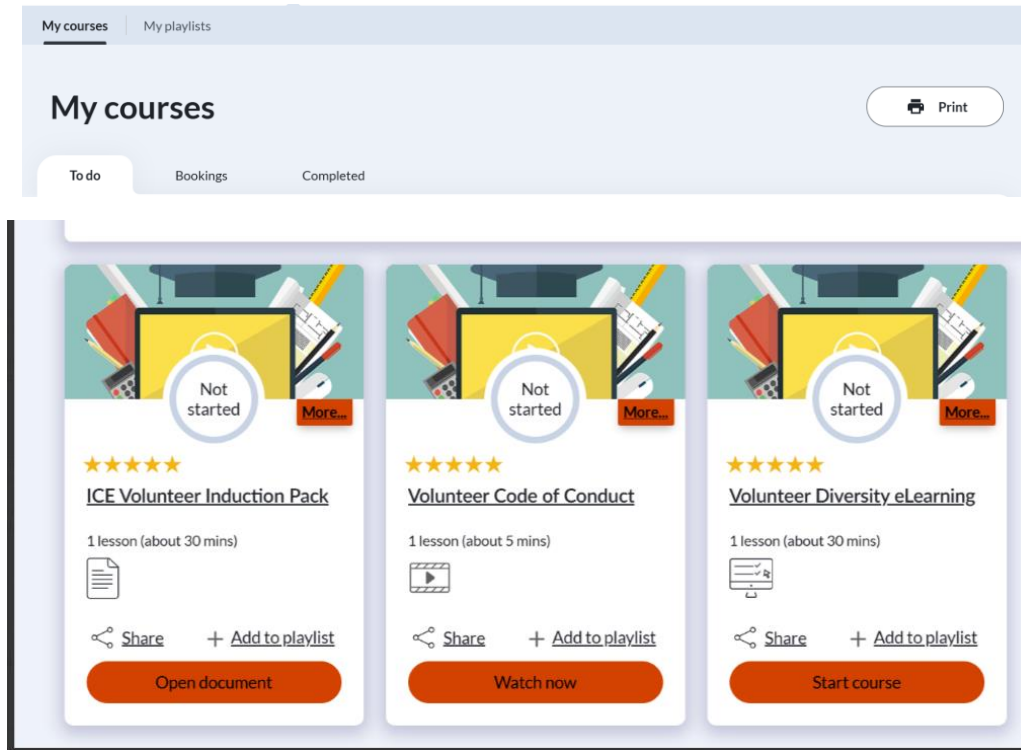 My courses
My playlists
My courses
Print
To do
Bookings
Completed
Not
started
More...
ICE Volunteer Induction Pack
1 lesson (about 30 mins)
Share
Add to playlist
Open document
Not
started
More...
Volunteer Code of Conduct
1 lesson (about 5 mins)
Share
Add to playlist
Watch now
Not
started
More...
Volunteer Diversity eLearning
1 lesson (about 30 mins)
Share
Add to playlist
Start course